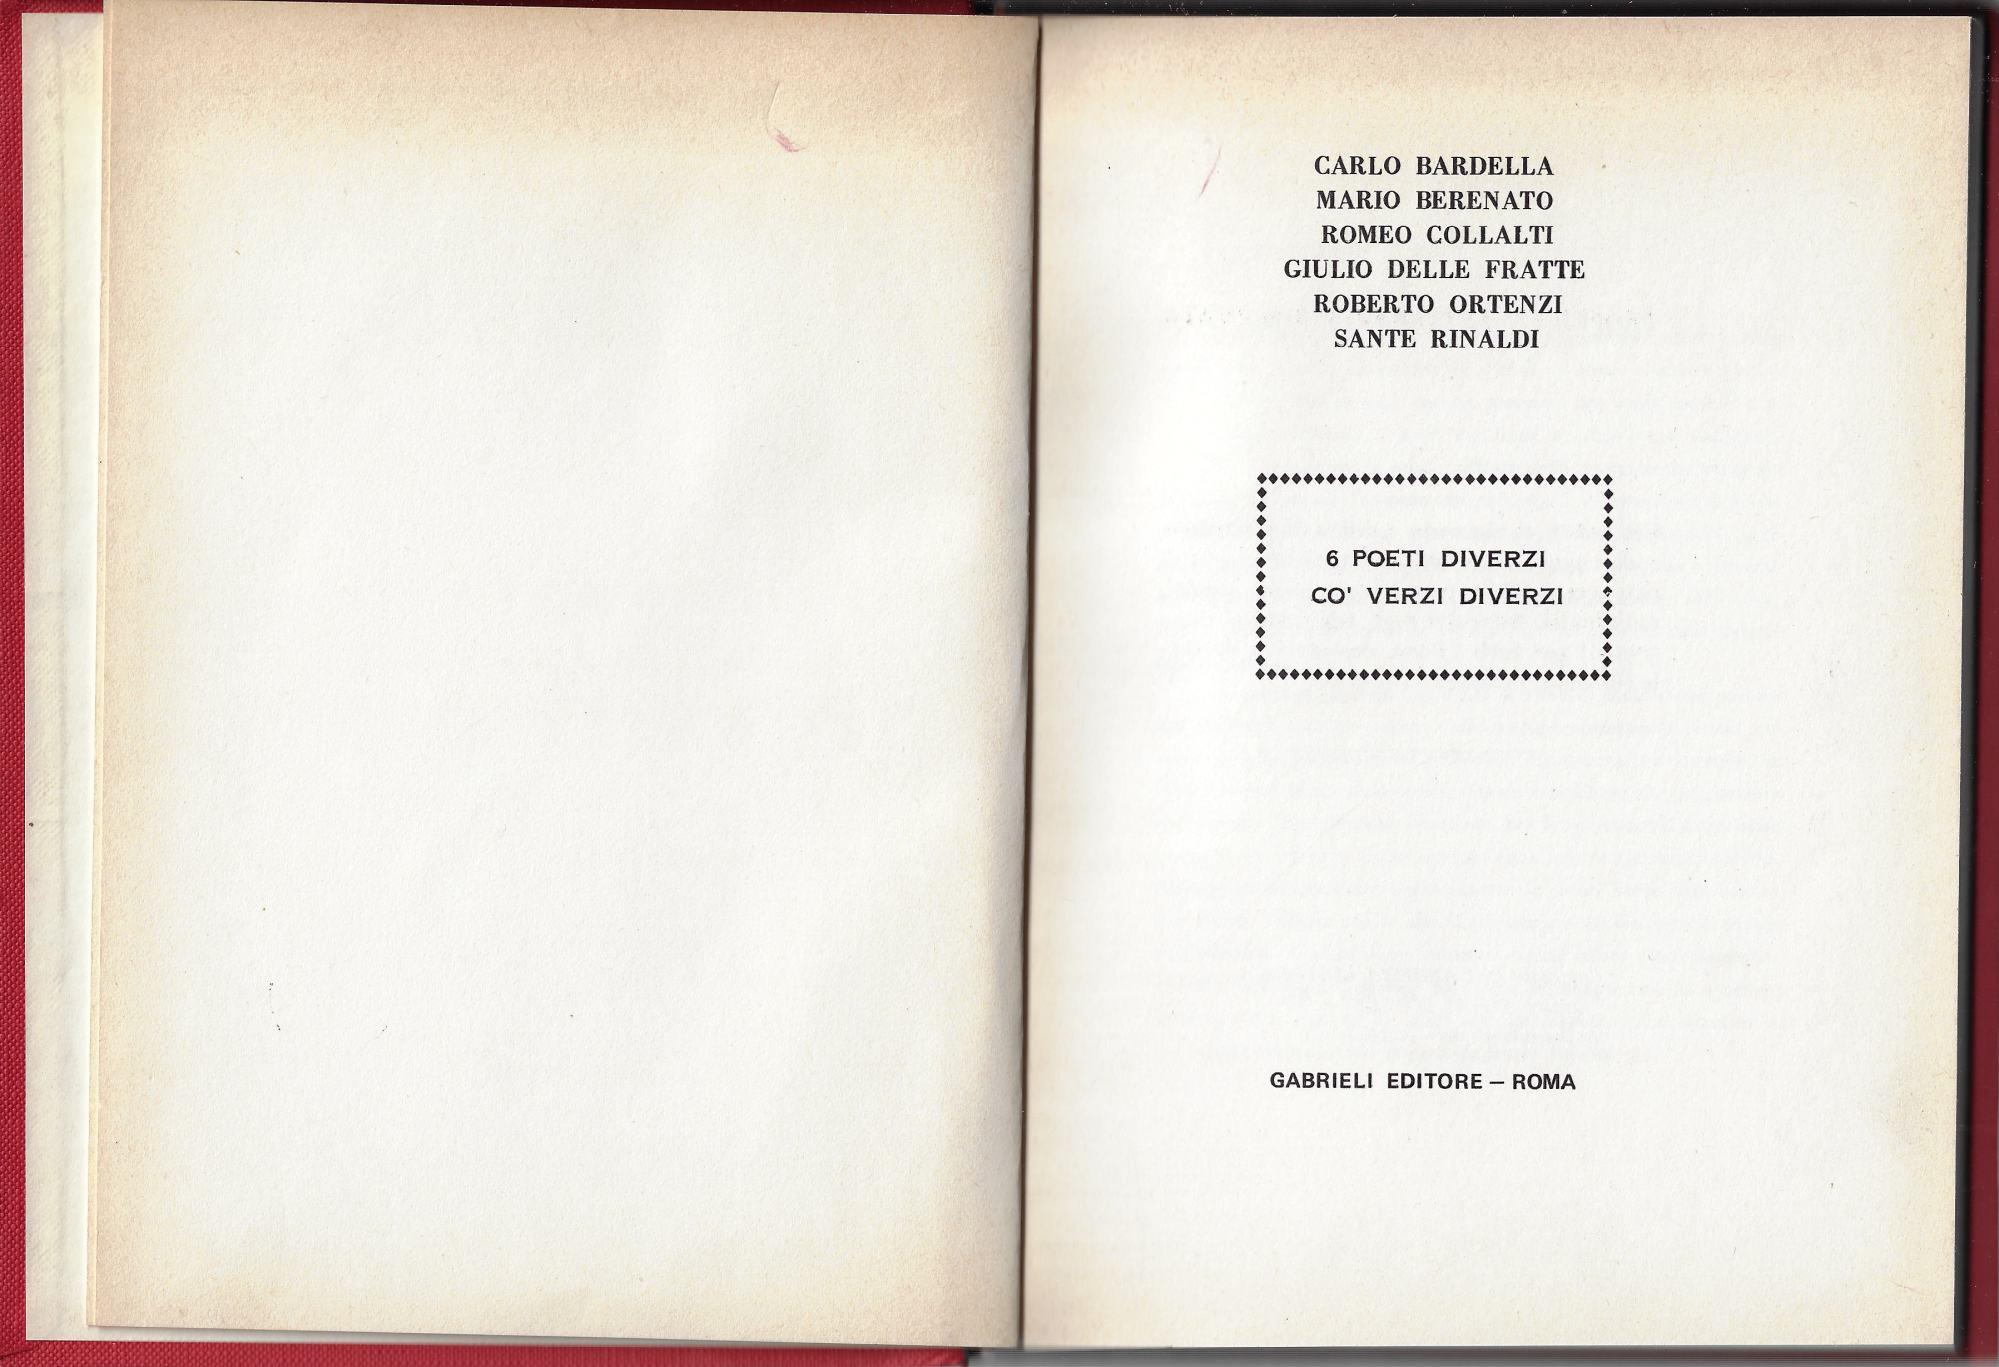 CARLO BARDELLA
MARIO BERENATO
ROMEO COLLALTI
GIULIO DELLE FRATTE
ROBERTO ORTENZI
SANTE RINALDI
6 POETI DIVERZI
CO' VERZI DIVERZI
GABRIELI EDITORE — ROMA